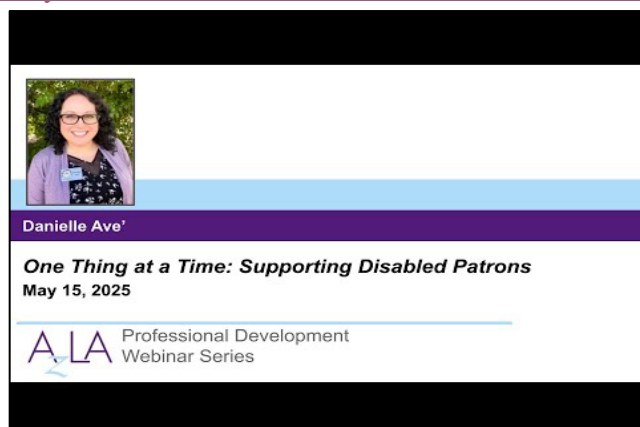 Danielle Ave'
One Thing at a Time: Supporting Disabled Patrons
May 15, 2025
AzLA
Professional Development
Webinar Series